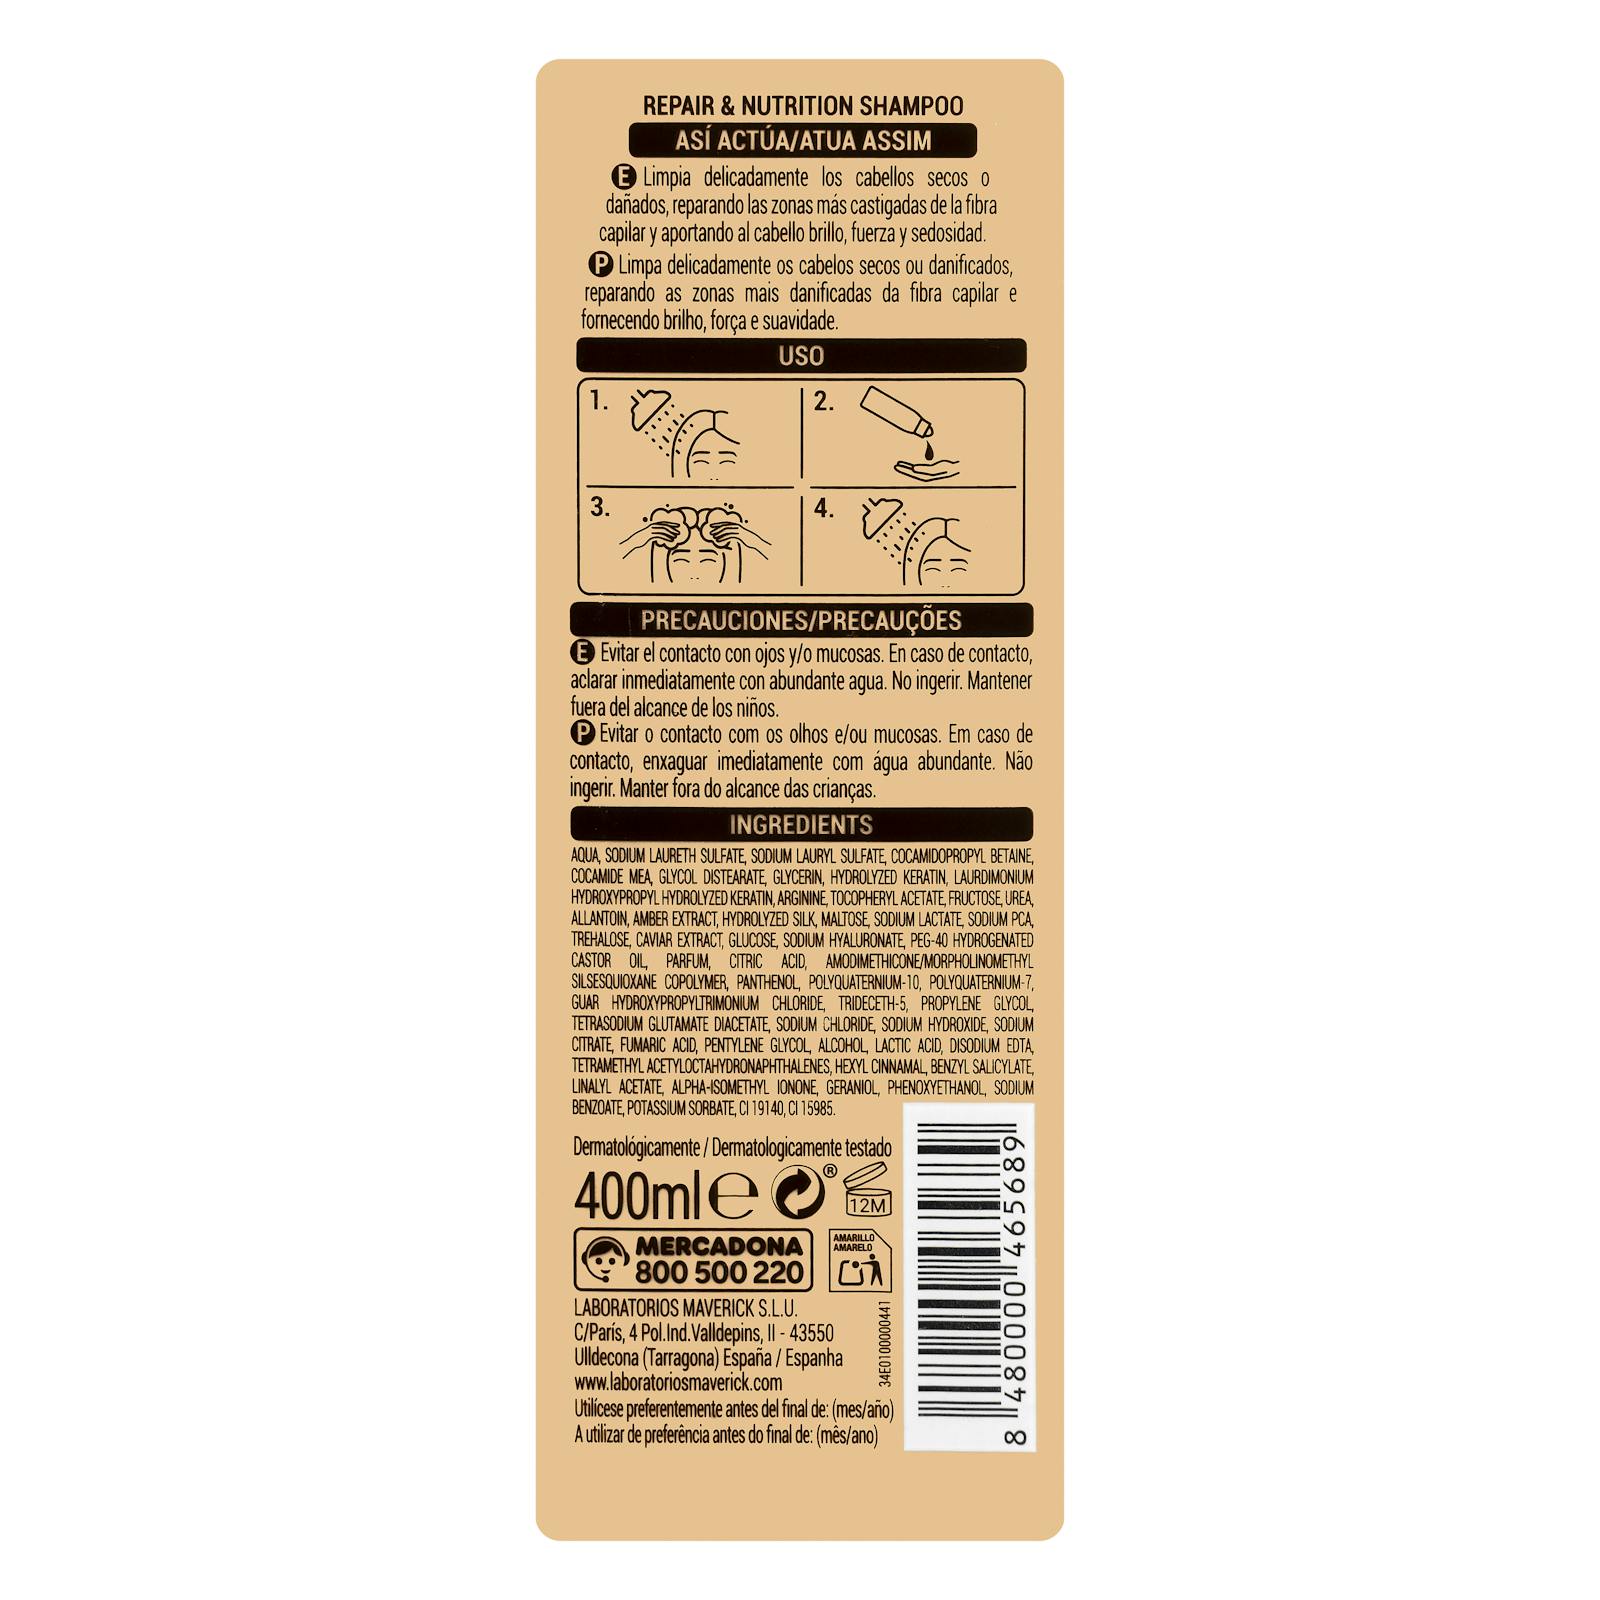 REPAIR & NUTRITION SHAMPOO
ASÍ ACTÚA/ATUA ASSIM
E Limpia delicadamente los cabellos secos o
dañados, reparando las zonas más castigadas de la fibra
capilar y aportando al cabello brillo, fuerza y sedosidad.
P Limpa delicadamente os cabelos secos ou danificados,
reparando as zonas mais danificadas da fibra capilar e
fornecendo brilho, força e suavidade.
USO
1.
2.
3.
4.
PRECAUCIONES/PRECAUÇÕES
E Evitar el contacto con ojos y/o mucosas. En caso de contacto,
aclarar inmediatamente con abundante agua. No ingerir. Mantener
fuera del alcance de los niños.
P Evitar o contacto com os olhos e/ou mucosas. Em caso de
contacto, enxaguar imediatamente com água abundante. Não
ingerir. Manter fora do alcance das crianças.
INGREDIENTS
AQUA, SODIUM LAURETH SULFATE, SODIUM LAURYL SULFATE, COCAMIDOPROPYL BETAINE,
COCAMIDE MEA, GLYCOL DISTEARATE, GLYCERIN, HYDROLYZED KERATIN, LAURDIMONIUM
HYDROXYPROPYL HYDROLYZED KERATIN, ARGININE, TOCOPHERYL ACETATE, FRUCTOSE, UREA,
ALLANTOIN, AMBER EXTRACT, HYDROLYZED SILK, MALTOSE, SODIUM LACTATE, SODIUM PCA,
TREHALOSE, CAVIAR EXTRACT, GLUCOSE, SODIUM HYALURONATE, PEG-40 HYDROGENATED
CASTOR OIL, PARFUM, CITRIC ACID, AMODIMETHICONE/MORPHOLINOMETHYL
SILSESQUIOXANE COPOLYMER, PANTHENOL, POLYQUATERNIUM-10, POLYQUATERNIUM-7,
GUAR HYDROXYPROPYLTRIMONIUM CHLORIDE, TRIDECETH-5, PROPYLENE GLYCOL,
TETRASODIUM GLUTAMATE DIACETATE, SODIUM CHLORIDE, SODIUM HYDROXIDE, SODIUM
CITRATE, FUMARIC ACID, PENTYLENE GLYCOL, ALCOHOL, LACTIC ACID, DISODIUM EDTA,
TETRAMETHYL ACETYLOCTAHYDRONAPHTHALENES, HEXYL CINNAMAL, BENZYL SALICYLATE,
LINALYL ACETATE, ALPHA-ISOMETHYL IONONE, GERANIOL, PHENOXYETHANOL, SODIUM
BENZOATE, POTASSIUM SORBATE, CI 19140, CI 15985.
Dermatológicamente / Dermatologicamente testado
400ml e ® 12M
MERCADONA
800 500 220
AMARILLO
AMARELO
LABORATORIOS MAVERICK S.L.U.
C/París, 4 Pol.Ind.Valldepins, II - 43550
Ulldecona (Tarragona) España / Espanha
www.laboratoriosmaverick.com
Utilícese preferentemente antes del final de: (mes/año)
A utilizar de preferência antes do final de: (mês/ano)
34E0100000441
8 480000 465689